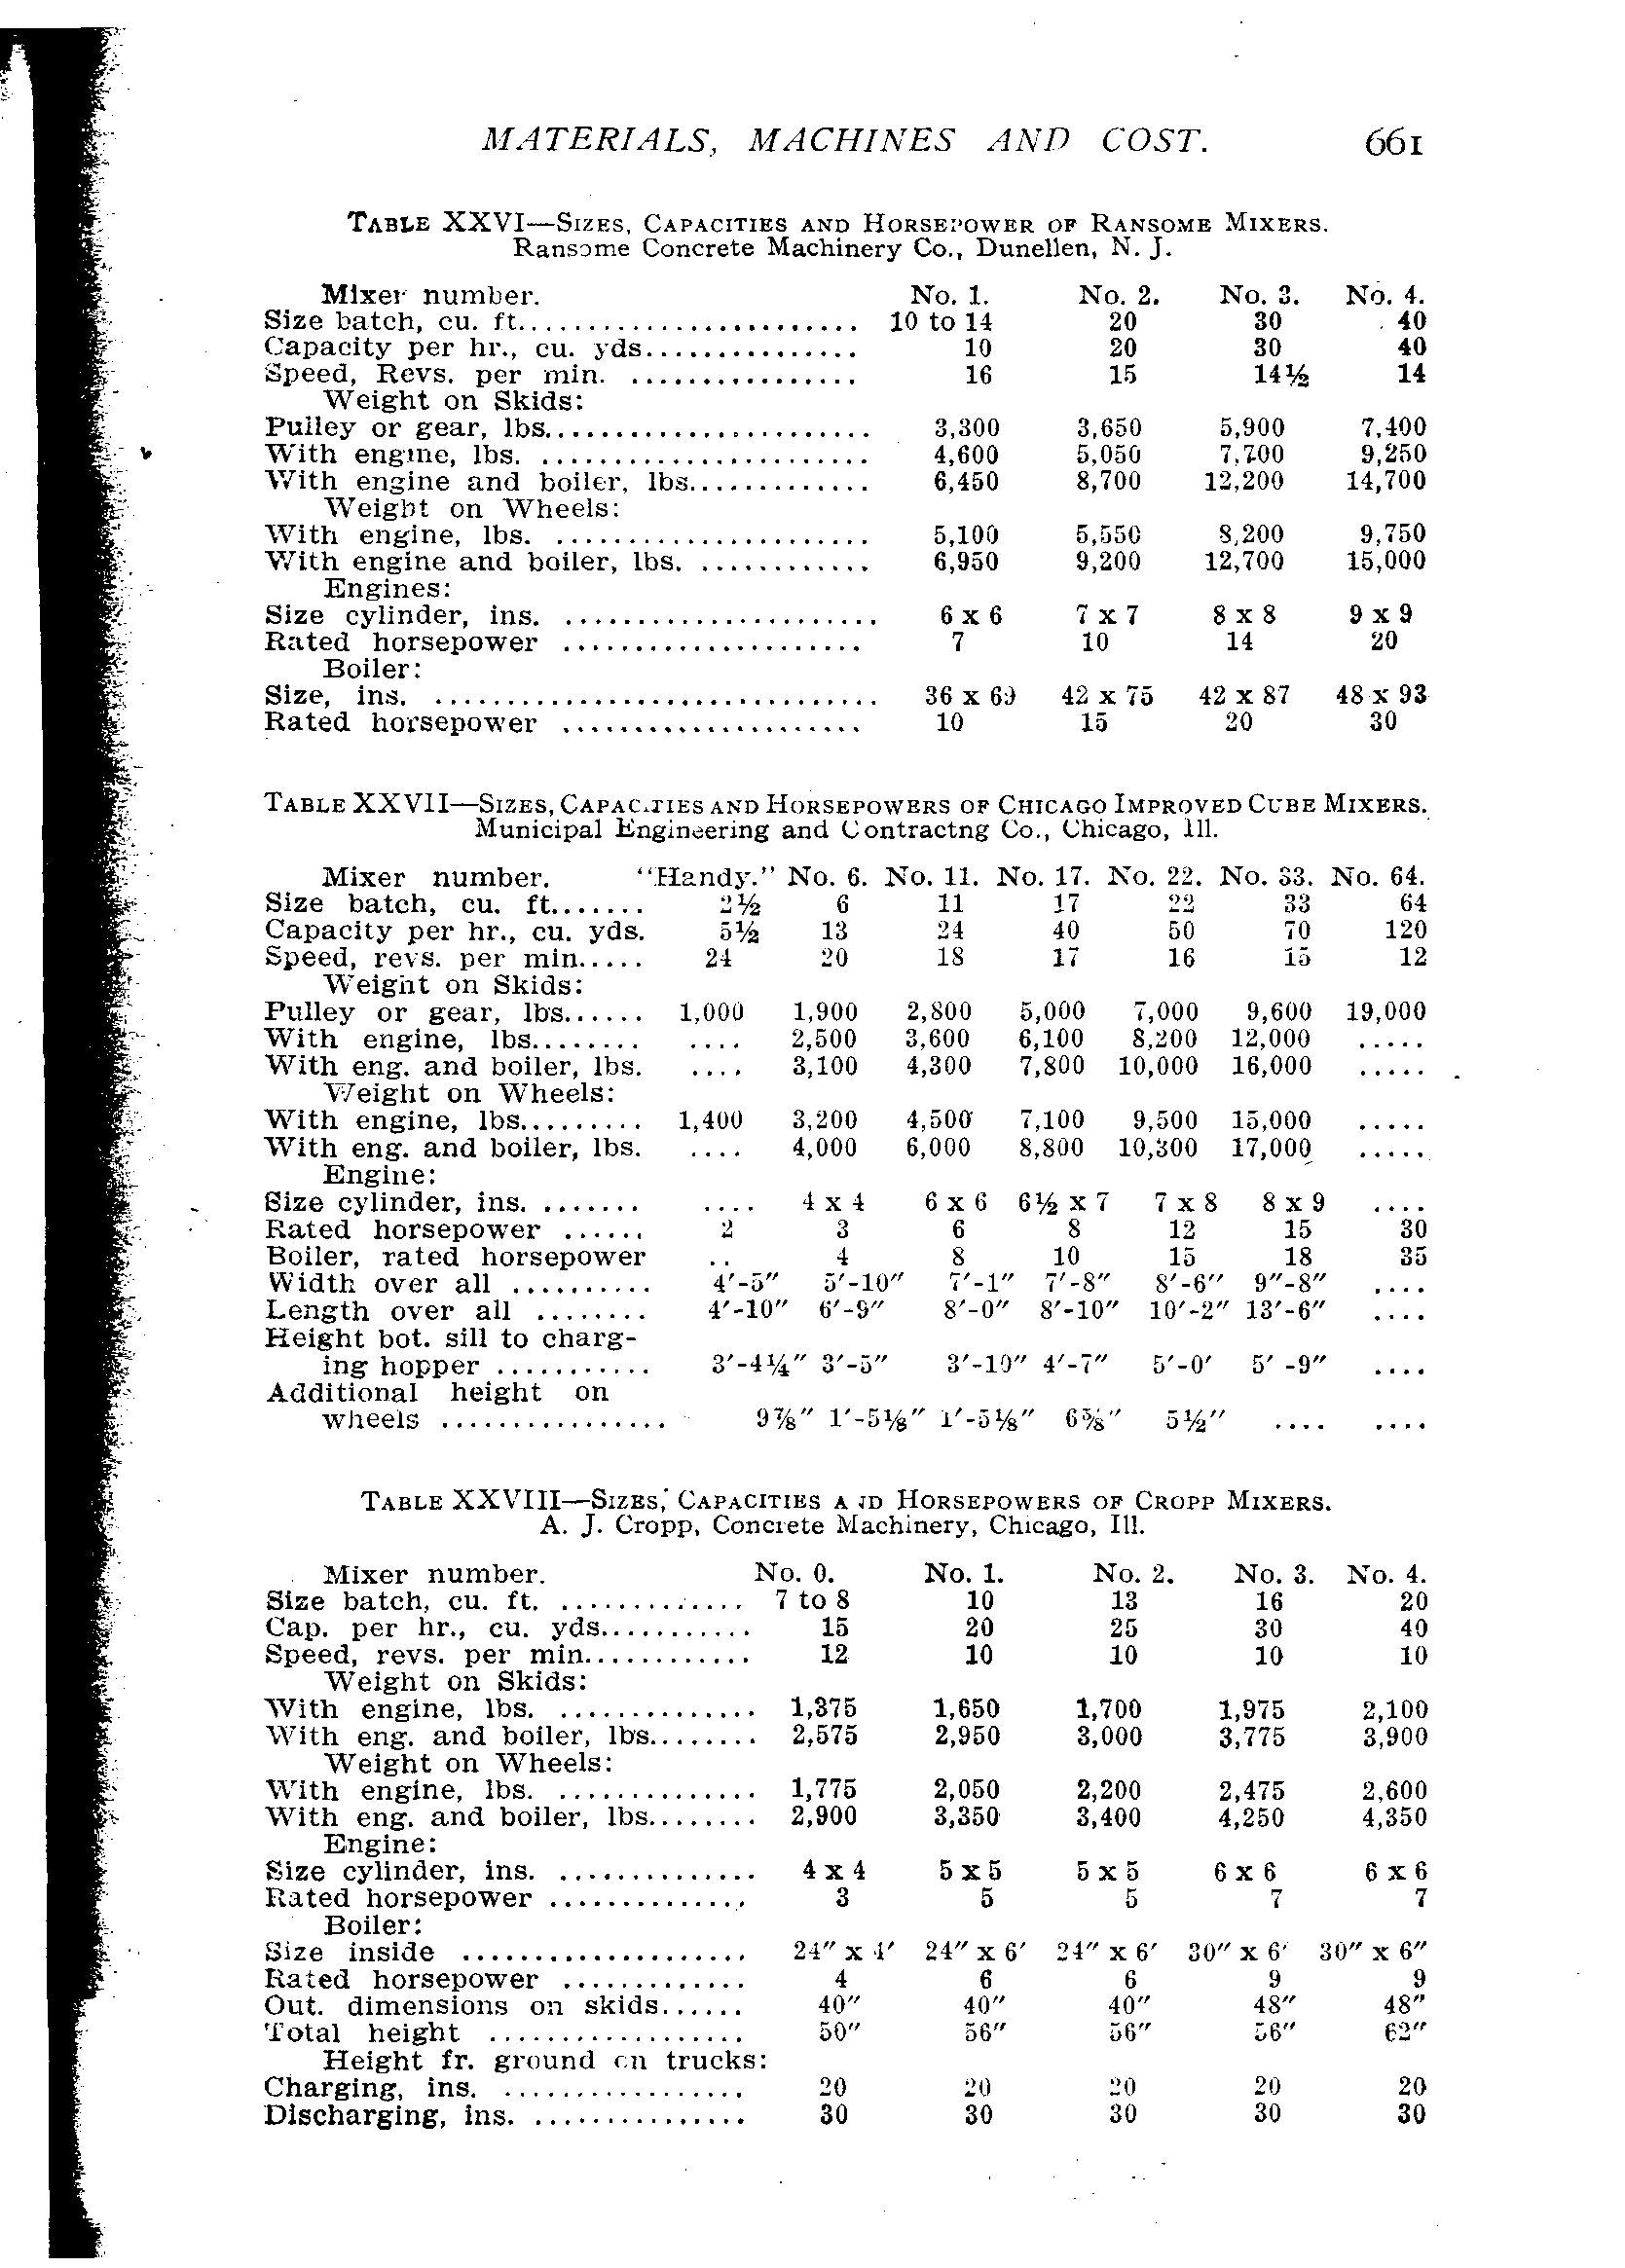 MATERIALS, MACHINES AND COST. 661
TABLE XXVI—SIZES, CAPACITIES AND HORSEPOWER OF RANSOME MIXERS.
Ransome Concrete Machinery Co., Dunellen, N. J.
Mixer number. No. 1. No. 2. No. 3. No. 4.
Size batch, cu. ft........................ 10 to 14 20 30 40
Capacity per hr., cu. yds............... 10 20 30 40
Speed, Revs. per min. ................ 16 15 14½ 14
Weight on Skids:
Pulley or gear, lbs....................... 3,300 3,650 5,900 7,400
With engine, lbs. ....................... 4,600 5,050 7,700 9,250
With engine and boiler, lbs............. 6,450 8,700 12,200 14,700
Weight on Wheels:
With engine, lbs. ...................... 5,100 5,550 8,200 9,750
With engine and boiler, lbs. ............ 6,950 9,200 12,700 15,000
Engines:
Size cylinder, ins. ...................... 6 x 6 7 x 7 8 x 8 9 x 9
Rated horsepower ..................... 7 10 14 20
Boiler:
Size, ins. ............................... 36 x 69 42 x 75 42 x 87 48 x 93
Rated horsepower ..................... 10 15 20 30
TABLE XXVII—SIZES, CAPACITIES AND HORSEPOWERS OF CHICAGO IMPROVED CUBE MIXERS.
Municipal Engineering and Contractng Co., Chicago, Ill.
Mixer number. "Handy." No. 6. No. 11. No. 17. No. 22. No. 33. No. 64.
Size batch, cu. ft....... 2½ 6 11 17 22 33 64
Capacity per hr., cu. yds. 5½ 13 24 40 50 70 120
Speed, revs. per min..... 24 20 18 17 16 15 12
Weight on Skids:
Pulley or gear, lbs...... 1,000 1,900 2,800 5,000 7,000 9,600 19,000
With engine, lbs........ .... 2,500 3,600 6,100 8,200 12,000 .....
With eng. and boiler, lbs. .... 3,100 4,300 7,800 10,000 16,000 .....
Weight on Wheels:
With engine, lbs......... 1,400 3,200 4,500 7,100 9,500 15,000 .....
With eng. and boiler, lbs. .... 4,000 6,000 8,800 10,300 17,000 .....
Engine:
Size cylinder, ins. ....... .... 4 x 4 6 x 6 6½ x 7 7 x 8 8 x 9 ....
Rated horsepower ...... 2 3 6 8 12 15 30
Boiler, rated horsepower .. 4 8 10 15 18 35
Width over all .......... 4′-5″ 5′-10″ 7′-1″ 7′-8″ 8′-6″ 9″-8″ ....
Length over all ........ 4′-10″ 6′-9″ 8′-0″ 8′-10″ 10′-2″ 13′-6″ ....
Height bot. sill to charg-
ing hopper ........... 3′-4¼″ 3′-5″ 3′-10″ 4′-7″ 5′-0′ 5′ -9″ ....
Additional height on
wheels ................ 9⅞″ 1′-5⅛″ 1′-5⅛″ 6⅝″ 5½″ .... ....
TABLE XXVIII—SIZES, CAPACITIES AND HORSEPOWERS OF CROPP MIXERS.
A. J. Cropp, Concrete Machinery, Chicago, Ill.
Mixer number. No. 0. No. 1. No. 2. No. 3. No. 4.
Size batch, cu. ft. ............. 7 to 8 10 13 16 20
Cap. per hr., cu. yds........... 15 20 25 30 40
Speed, revs. per min............ 12 10 10 10 10
Weight on Skids:
With engine, lbs. .............. 1,375 1,650 1,700 1,975 2,100
With eng. and boiler, lbs........ 2,575 2,950 3,000 3,775 3,900
Weight on Wheels:
With engine, lbs. .............. 1,775 2,050 2,200 2,475 2,600
With eng. and boiler, lbs........ 2,900 3,350 3,400 4,250 4,350
Engine:
Size cylinder, ins. .............. 4 x 4 5 x 5 5 x 5 6 x 6 6 x 6
Rated horsepower .............. 3 5 5 7 7
Boiler:
Size inside .................... 24″ x 4′ 24″ x 6′ 24″ x 6′ 30″ x 6′ 30″ x 6″
Rated horsepower ............. 4 6 6 9 9
Out. dimensions on skids...... 40″ 40″ 40″ 48″ 48″
Total height .................. 50″ 56″ 56″ 56″ 62″
Height fr. ground on trucks:
Charging, ins. ................. 20 20 20 20 20
Discharging, ins. ............... 30 30 30 30 30